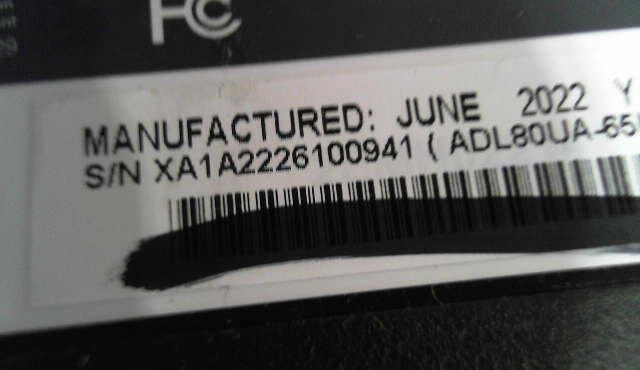 FC
MANUFACTURED: JUNE 2022 Y
S/N XA1A2226100941 ( ADL80UA-65